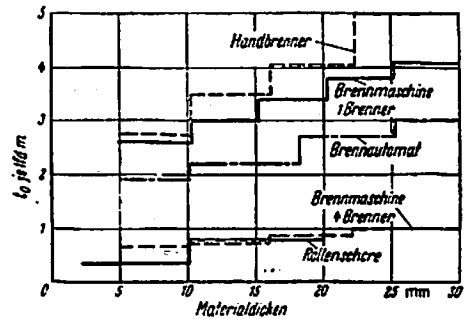 5
Handbrenner
4
Brennmaschine
1 Brenner
3
Brennautomat
2
Brennmaschine
4 Brenner
1
Rollenschere
t₀ je lfd m
0 5 10 15 20 25 mm 30
Materialdicken